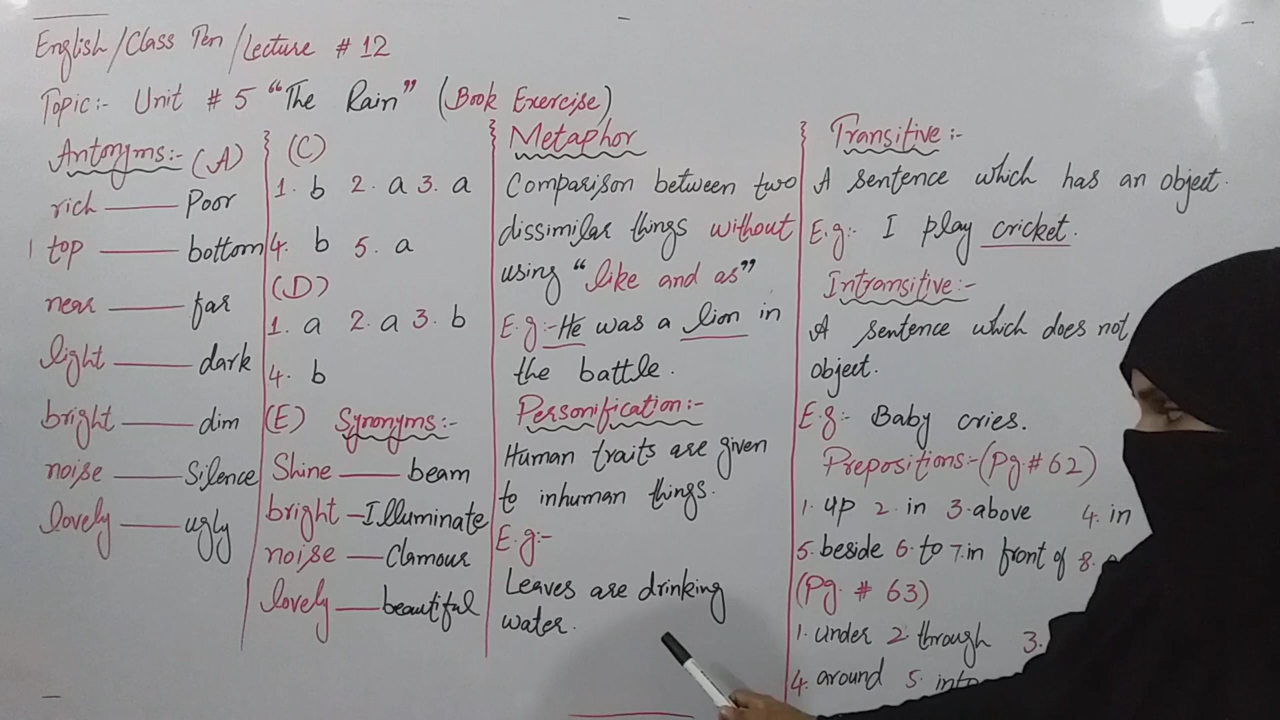 English/Class Ten/Lecture # 12
Topic:- Unit # 5 "The Rain" (Book Exercise)
Antonyms:- (A)
rich — Poor
top — bottom
near — far
light — dark
bright — dim
noise — Silence
lovely — ugly
(C)
1. b 2. a 3. a
4. b 5. a
(D)
1. a 2. a 3. b
4. b
(E) Synonyms:-
Shine — beam
bright — Illuminate
noise — Clamour
lovely — beautiful
Metaphor
Comparison between two
dissimilar things without
using "like and as"
E.g:- He was a lion in
the battle.
Personification:-
Human traits are given
to inhuman things.
E.g:-
Leaves are drinking
water.
Transitive:-
A sentence which has an object.
E.g:- I play cricket.
Intransitive:-
A sentence which does not
object.
E.g:- Baby cries.
Prepositions:- (Pg # 62)
1. up 2. in 3. above 4. in
5. beside 6. to 7. in front of 8.
(Pg. # 63)
1. under 2. through 3.
4. around 5. into